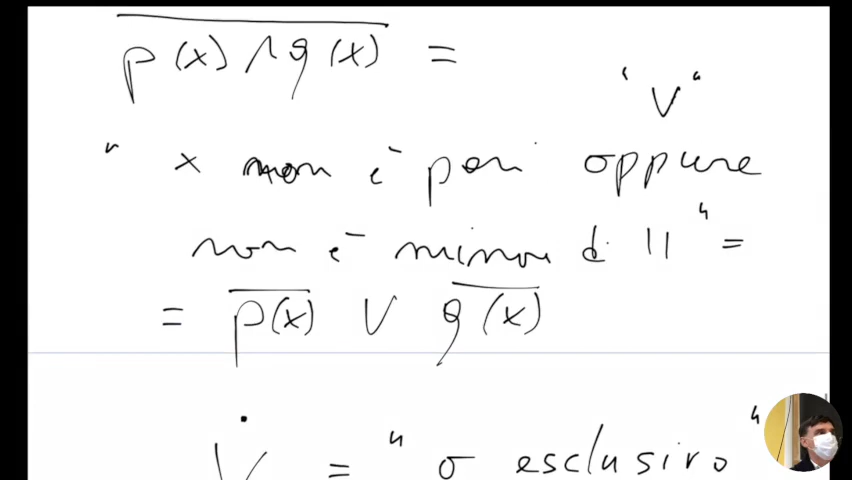 p(x) ∧ q(x) =
"V"
" x non è pari oppure
non è minore di 11 " =
= p(x) V q(x)
V̇ = " o esclusivo "